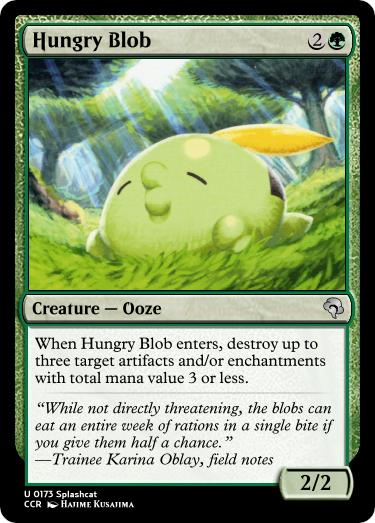 Hungry Blob 2
Creature — Ooze
When Hungry Blob enters, destroy up to
three target artifacts and/or enchantments
with total mana value 3 or less.
“While not directly threatening, the blobs can
eat an entire week of rations in a single bite if
you give them half a chance.”
—Trainee Karina Oblay, field notes
2/2
U 0173 Splashcat
CCR Hajime Kusajima